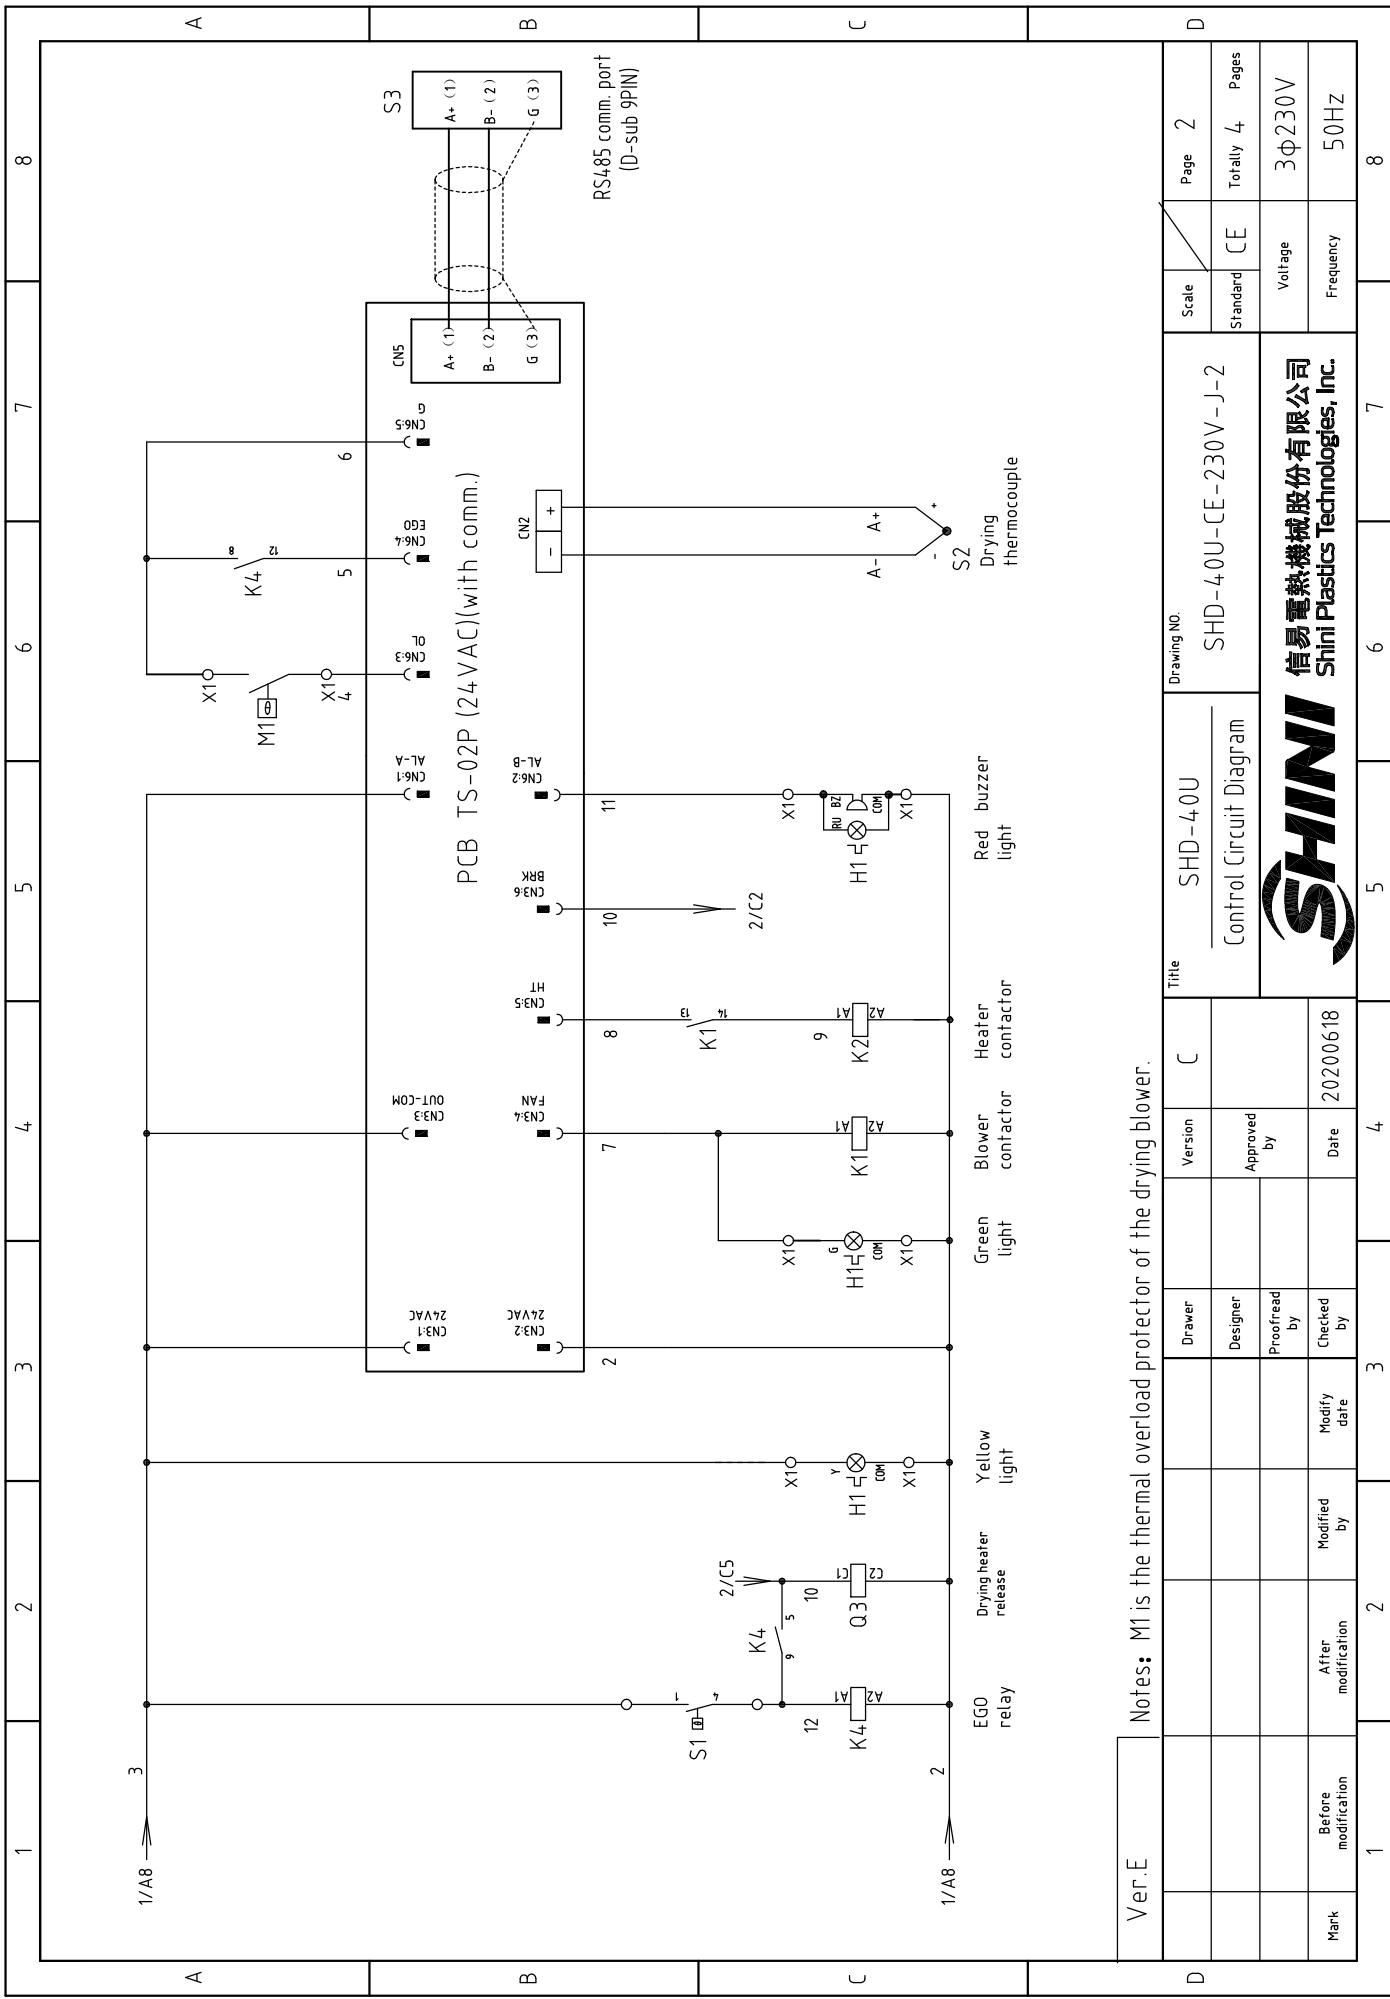 1
2
3
4
5
6
7
8
A
B
C
D
1/A8
3
1/A8
2
S1
1
4
12
K4
A1
A2
EGO
relay
K4
9
5
2/C5
10
Q3
C1
C2
Drying heater
release
X1
Y
H1
COM
X1
Yellow
light
CN3:1
24VAC
CN3:2
24VAC
2
X1
G
H1
COM
X1
Green
light
CN3:3
OUT-COM
CN3:4
FAN
7
K1
A1
A2
Blower
contactor
CN3:5
HT
8
K1
13
14
9
K2
A1
A2
Heater
contactor
CN3:6
BRK
10
2/C2
CN6:1
AL-A
CN6:2
AL-B
11
X1
RU
BZ
H1
COM
X1
Red buzzer
light
PCB TS-02P (24VAC)(with comm.)
X1
M1
θ
X1
4
CN6:3
OL
K4
8
12
5
CN6:4
EGO
6
CN6:5
G
CN2
-
+
A-
A+
-
+
S2
Drying
thermocouple
CN5
A+ (1)
B- (2)
G (3)
S3
A+ (1)
B- (2)
G (3)
RS485 comm. port
(D-sub 9PIN)
Ver.E
Notes: M1 is the thermal overload protector of the drying blower.
Mark
Before
modification
After
modification
Modified
by
Modify
date
Drawer
Designer
Proofread
by
Checked
by
Version
C
Approved
by
Date
20200618
Title
SHD-40U
Control Circuit Diagram
Drawing NO.
SHD-40U-CE-230V-J-2
SHINI
信易電熱機械股份有限公司
Shini Plastics Technologies, Inc.
Scale
Page 2
Standard
CE
Totally 4 Pages
Voltage
3Φ230V
Frequency
50HZ
1
2
3
4
5
6
7
8
A
B
C
D